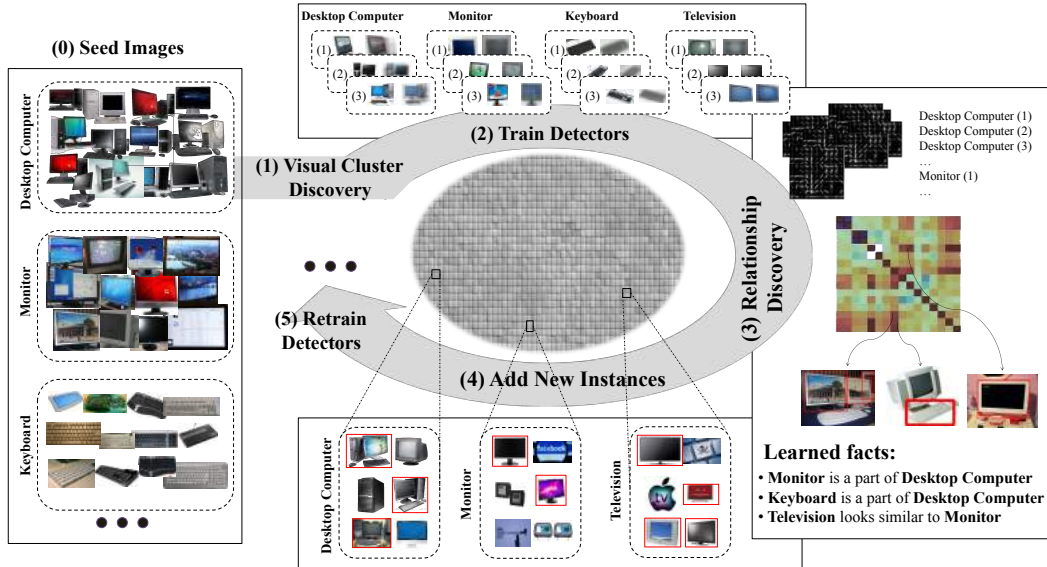 (0) Seed Images
Desktop Computer
Monitor
Keyboard
Desktop Computer
Monitor
Keyboard
Television
(1)
(2)
(3)
(1)
(2)
(3)
(1)
(2)
(3)
(1)
(2)
(3)
(1) Visual Cluster
Discovery
(2) Train Detectors
(3) Relationship
Discovery
Desktop Computer (1)
Desktop Computer (2)
Desktop Computer (3)
…
Monitor (1)
…
(4) Add New Instances
(5) Retrain
Detectors
Desktop Computer
Monitor
facebook
Television
tv
Learned facts:
• Monitor is a part of Desktop Computer
• Keyboard is a part of Desktop Computer
• Television looks similar to Monitor